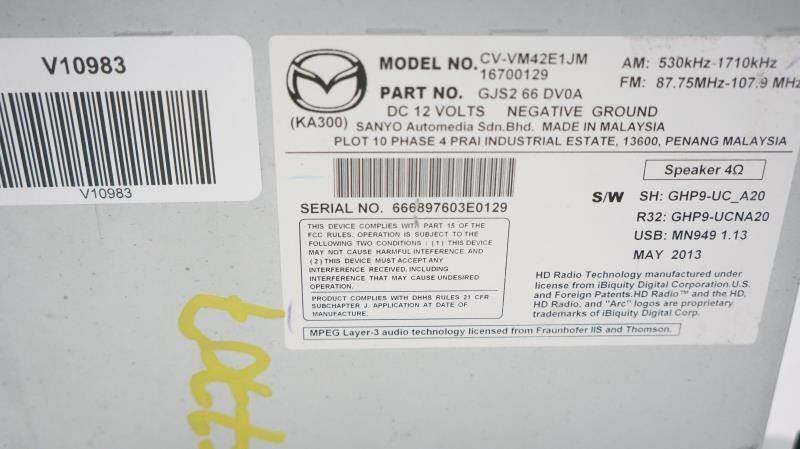 V10983
V10983
(KA300)
MODEL NO. CV-VM42E1JM
16700129
PART NO. GJS2 66 DV0A
DC 12 VOLTS NEGATIVE GROUND
SANYO Automedia Sdn.Bhd. MADE IN MALAYSIA
PLOT 10 PHASE 4 PRAI INDUSTRIAL ESTATE, 13600, PENANG MALAYSIA
AM: 530kHz-1710kHz
FM: 87.75MHz-107.9 MHz
SERIAL NO. 666897603E0129
THIS DEVICE COMPLIES WITH PART 15 OF THE
FCC RULES. OPERATION IS SUBJECT TO THE
FOLLOWING TWO CONDITIONS : (1) THIS DEVICE
MAY NOT CAUSE HARMFUL INTERFERENCE. AND
(2) THIS DEVICE MUST ACCEPT ANY
INTERFERENCE RECEIVED, INCLUDING
INTERFERENCE THAT MAY CAUSE UNDESIRED
OPERATION.
PRODUCT COMPLIES WITH DHHS RULES 21 CFR
SUBCHAPTER J. APPLICATION AT DATE OF
MANUFACTURE.
MPEG Layer-3 audio technology licensed from Fraunhofer IIS and Thomson.
Speaker 4Ω
S/W SH: GHP9-UC_A20
R32: GHP9-UCNA20
USB: MN949 1.13
MAY 2013
HD Radio Technology manufactured under
license from iBiquity Digital Corporation.U.S.
and Foreign Patents.HD Radio™ and the HD,
HD Radio, and "Arc" logos are proprietary
trademarks of iBiquity Digital Corp.